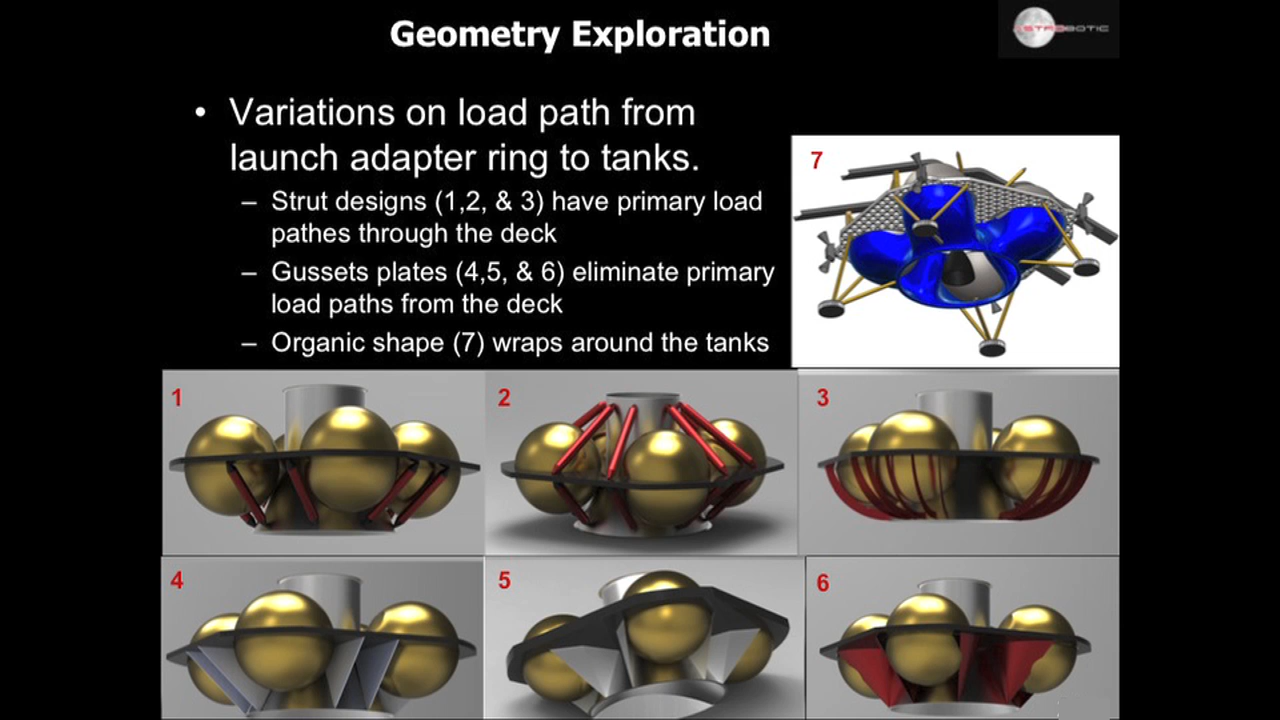 Geometry Exploration
ASTROBOTIC
• Variations on load path from
launch adapter ring to tanks.
– Strut designs (1,2, & 3) have primary load
pathes through the deck
– Gussets plates (4,5, & 6) eliminate primary
load paths from the deck
– Organic shape (7) wraps around the tanks
7
1
2
3
4
5
6